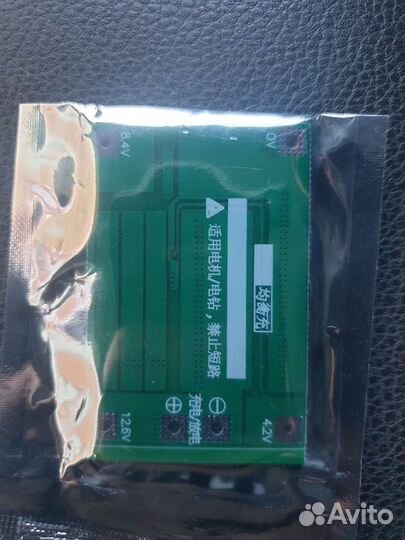 8.4V
0V
均衡充
⚠ 适用电机/电钻，禁止短路
12.6V
⊕ 充电/放电 ⊖
4.2V
Avito